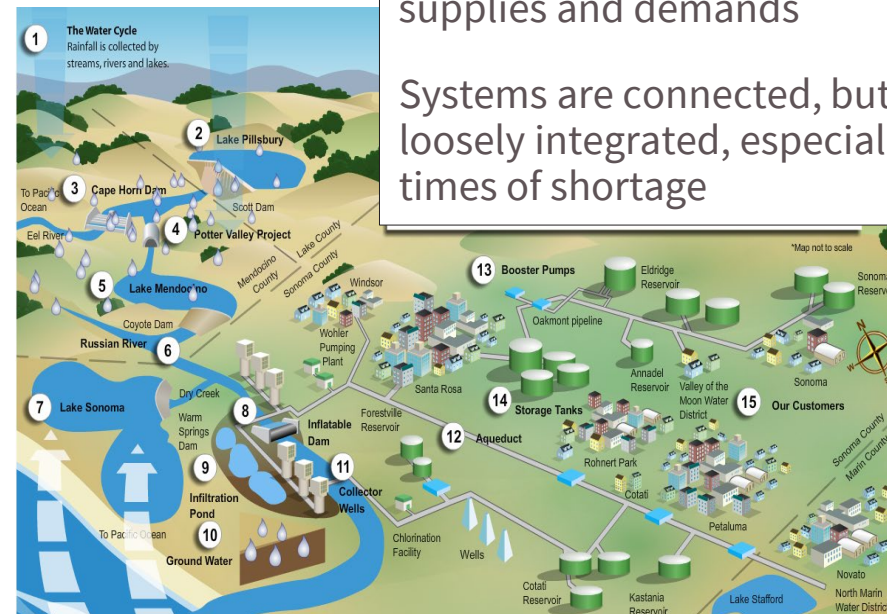 supplies and demands
Systems are connected, but
loosely integrated, especial
times of shortage
1
The Water Cycle
Rainfall is collected by
streams, rivers and lakes.
2
Lake Pillsbury
Scott Dam
To Pacific
Ocean
3
Cape Horn Dam
Eel River
4
Potter Valley Project
Lake County
Mendocino
County
Sonoma County
5
Lake Mendocino
Coyote Dam
Russian River
6
*Map not to scale
13
Booster Pumps
Eldridge
Reservoir
Sonoma
Reser
Windsor
Oakmont pipeline
Wohler
Pumping
Plant
Annadel
Reservoir
Valley of the
Moon Water
District
Sonoma
N
W
7
Lake Sonoma
Dry Creek
Warm
Springs
Dam
8
Inflatable
Dam
Santa Rosa
Forestville
Reservoir
14
Storage Tanks
15
Our Customers
12
Aqueduct
Rohnert Park
Cotati
Sonoma County
Marin County
9
Infiltration
Pond
11
Collector
Wells
Petaluma
To Pacific Ocean
10
Ground Water
Chlorination
Facility
Wells
Cotati
Reservoir
Kastania
Reservoir
Lake Stafford
Novato
North Marin
Water District